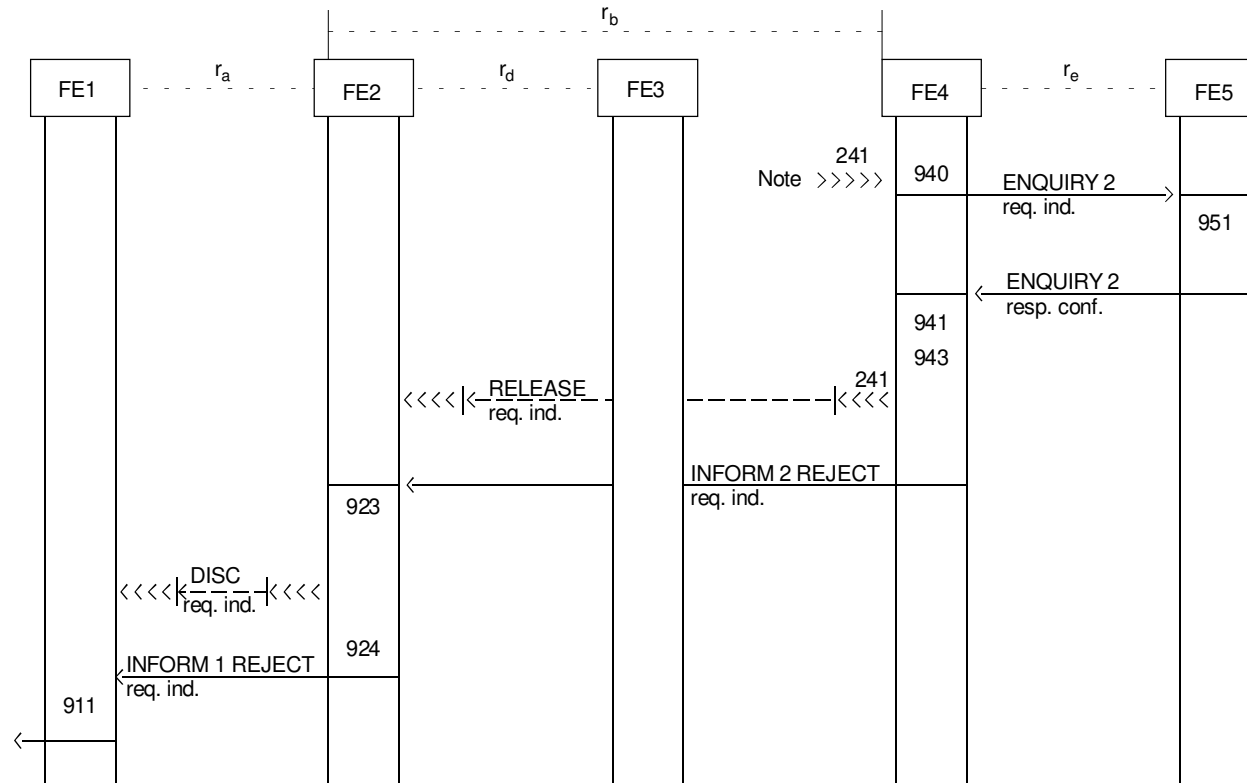 r_b
r_a
r_d
r_e
FE1
FE2
FE3
FE4
FE5
241
Note
940
ENQUIRY 2
req. ind.
951
ENQUIRY 2
resp. conf.
941
943
241
RELEASE
req. ind.
INFORM 2 REJECT
req. ind.
923
DISC
req. ind.
924
INFORM 1 REJECT
req. ind.
911